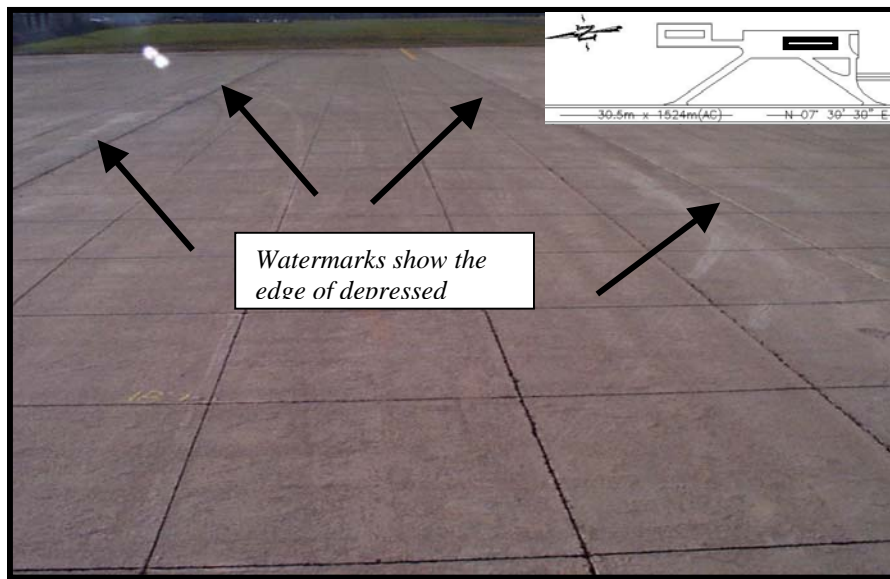 30.5m x 1524m(AC) N 07° 30' 30" E
Watermarks show the
edge of depressed